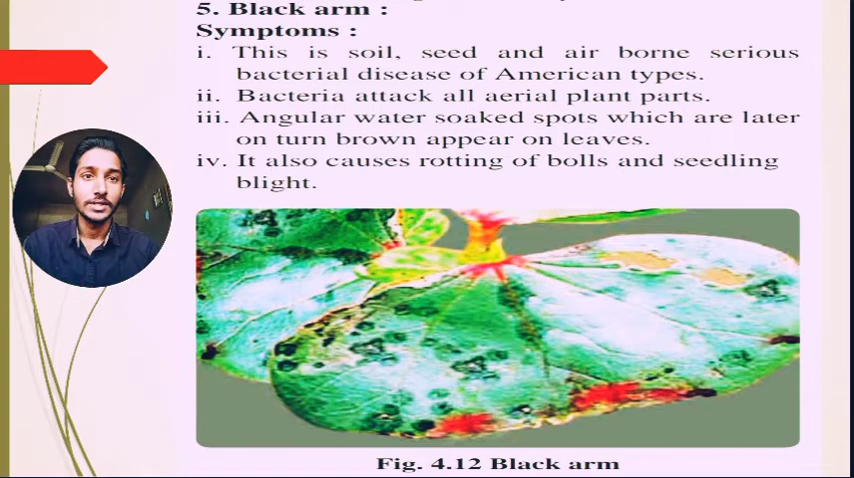 5. Black arm :
Symptoms :
i. This is soil, seed and air borne serious
bacterial disease of American types.
ii. Bacteria attack all aerial plant parts.
iii. Angular water soaked spots which are later
on turn brown appear on leaves.
iv. It also causes rotting of bolls and seedling
blight.
Fig. 4.12 Black arm